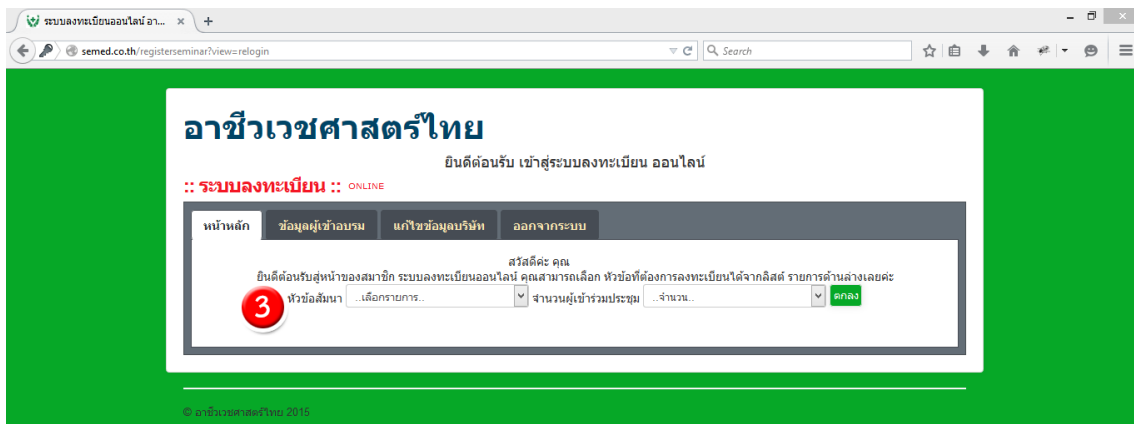 ระบบลงทะเบียนออนไลน์ อา...
semed.co.th/registerseminar?view=relogin
Search
อาชีวเวชศาสตร์ไทย
ยินดีต้อนรับ เข้าสู่ระบบลงทะเบียน ออนไลน์
:: ระบบลงทะเบียน :: ONLINE
หน้าหลัก ข้อมูลผู้เข้าอบรม แก้ไขข้อมูลบริษัท ออกจากระบบ
สวัสดีค่ะ คุณ
ยินดีต้อนรับสู่หน้าของสมาชิก ระบบลงทะเบียนออนไลน์ คุณสามารถเลือก หัวข้อที่ต้องการลงทะเบียนได้จากลิสต์ รายการด้านล่างเลยค่ะ
3 หัวข้อสัมนา ..เลือกรายการ.. จำนวนผู้เข้าร่วมประชุม ..จำนวน.. ตกลง
© อาชีวเวชศาสตร์ไทย 2015